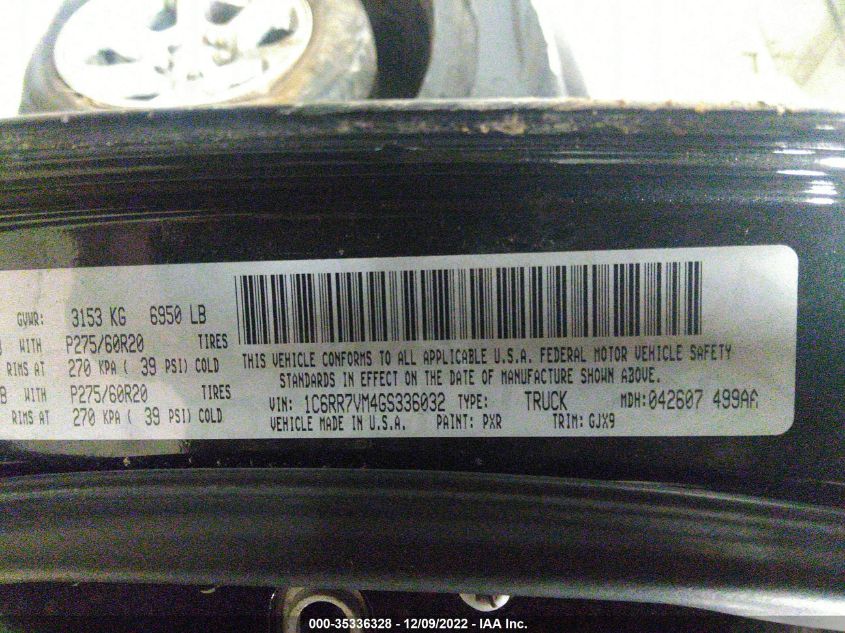 GVWR: 3153 KG 6950 LB
WITH P275/60R20 TIRES
RIMS AT 270 KPA ( 39 PSI) COLD
B WITH P275/60R20 TIRES
RIMS AT 270 KPA ( 39 PSI) COLD
THIS VEHICLE CONFORMS TO ALL APPLICABLE U.S.A. FEDERAL MOTOR VEHICLE SAFETY
STANDARDS IN EFFECT ON THE DATE OF MANUFACTURE SHOWN ABOVE.
VIN: 1C6RR7VM4GS336032 TYPE: TRUCK MDH:042607 499AA
VEHICLE MADE IN U.S.A. PAINT: PXR TRIM: GJX9
000-35336328 - 12/09/2022 - IAA Inc.